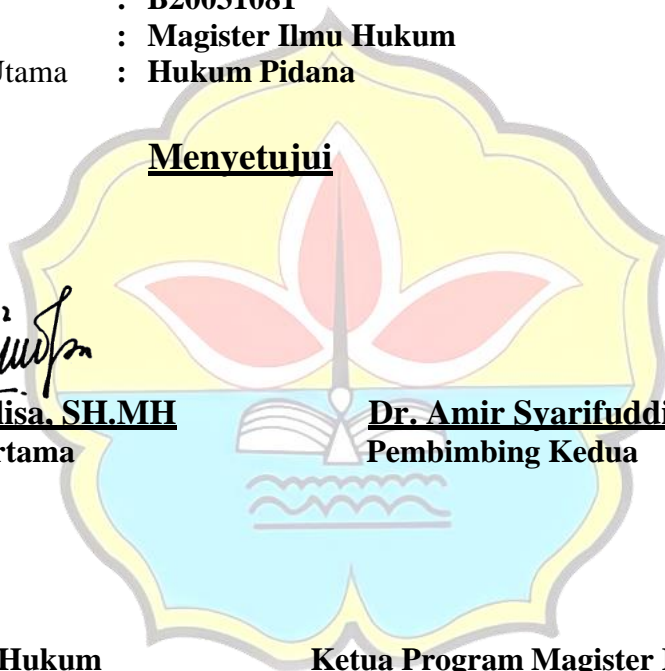 : B20031081
: Magister Ilmu Hukum
Utama : Hukum Pidana
Menyetujui
lisa, SH.MH Dr. Amir Syarifuddi
rtama Pembimbing Kedua
Hukum Ketua Program Magister